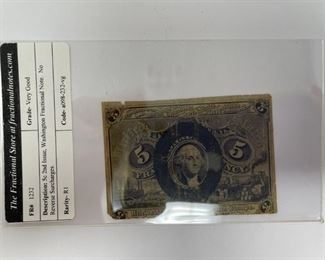 The Fractional Store at fractionalnotes.com
FR# 1232
Grade- Very Good
Description: 5c 2nd Issue, Washington Fractional Note. No
Reverse Surcharges
Rarity- R1
Code- a098-232-vg
5
5